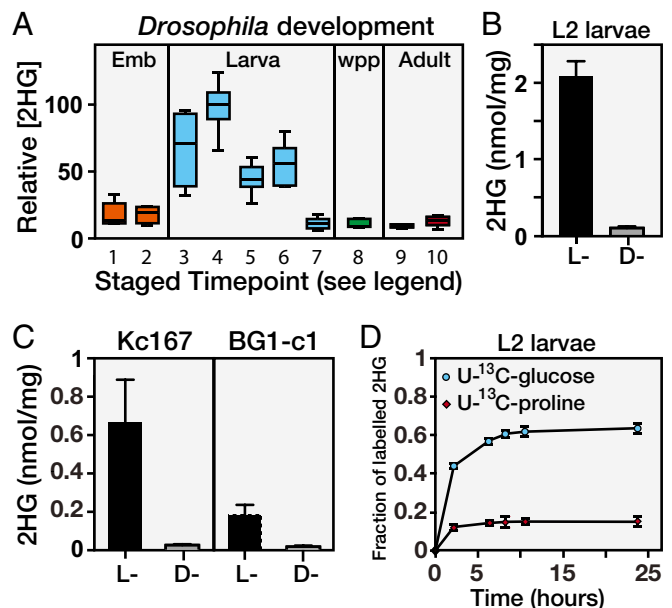 A
Drosophila development
Emb
Larva
wpp
Adult
Relative [2HG]
100
50
0
1 2 3 4 5 6 7 8 9 10
Staged Timepoint (see legend)
B
L2 larvae
2HG (nmol/mg)
2
1
0
L- D-
C
Kc167
BG1-c1
2HG (nmol/mg)
1
0.8
0.6
0.4
0.2
0
L- D- L- D-
D
L2 larvae
U-¹³C-glucose
U-¹³C-proline
Fraction of labelled 2HG
1
0.8
0.6
0.4
0.2
0
0 5 10 15 20 25
Time (hours)